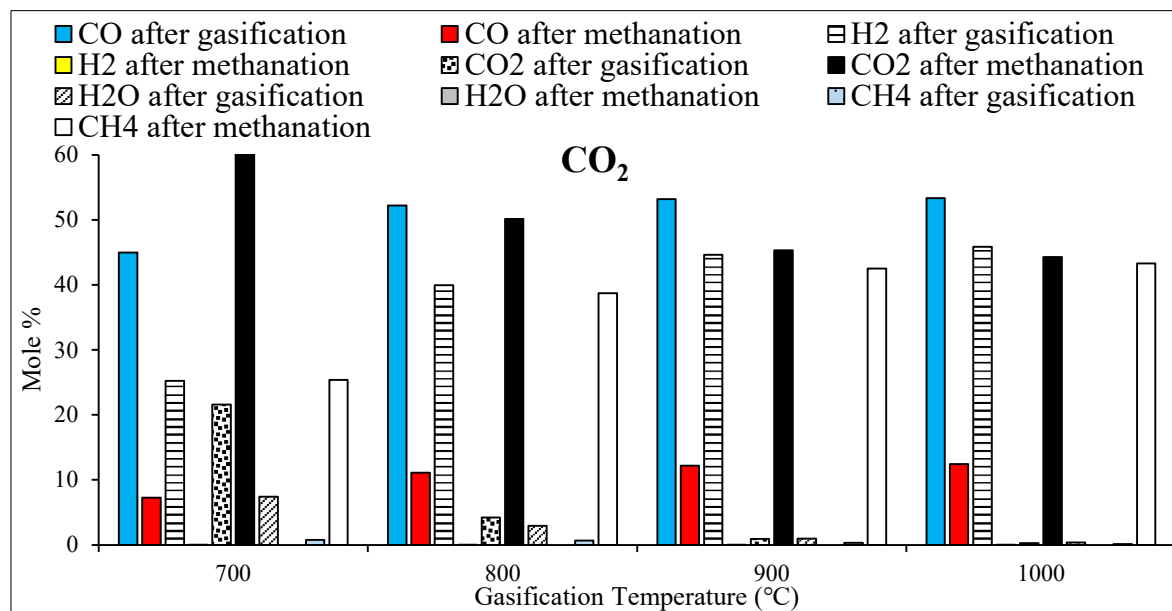 CO after gasification CO after methanation H2 after gasification
H2 after methanation CO2 after gasification CO2 after methanation
H2O after gasification H2O after methanation CH4 after gasification
CH4 after methanation
CO₂
60
50
40
30
20
10
0
Mole %
700 800 900 1000
Gasification Temperature (℃)